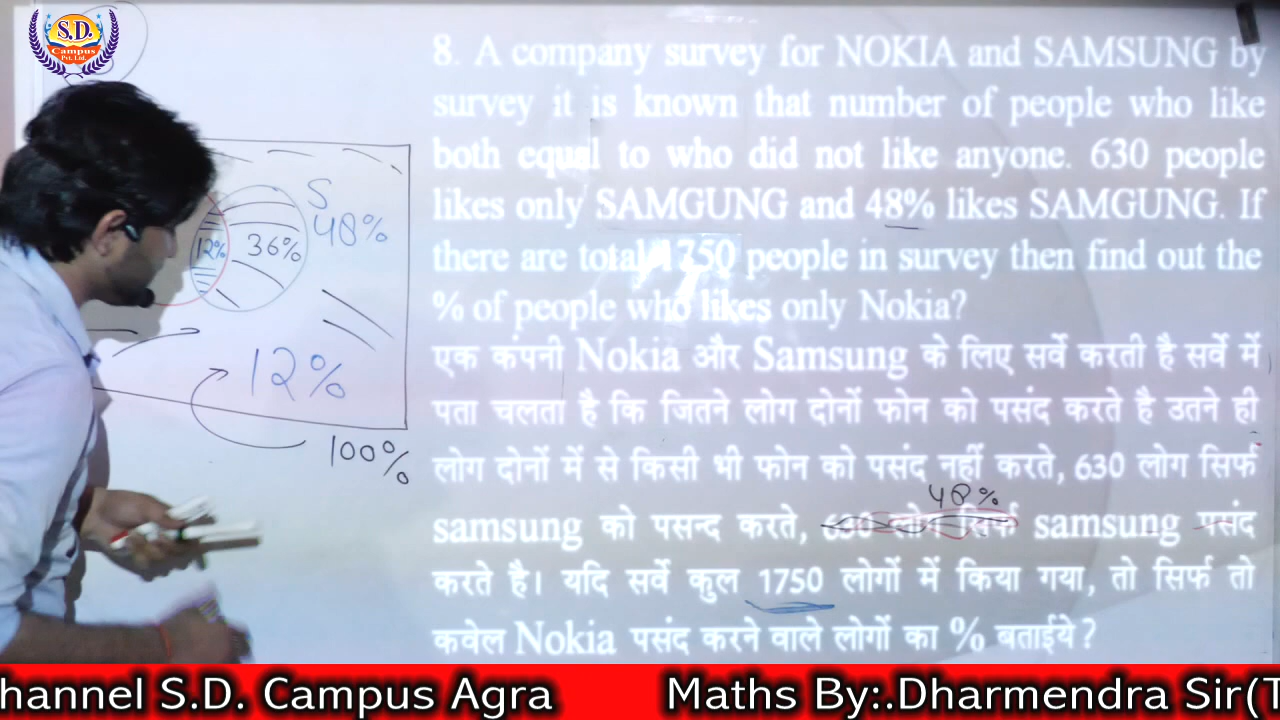 S.D.
Campus
Pvt. Ltd.
8. A company survey for NOKIA and SAMSUNG by
survey it is known that number of people who like
both equal to who did not like anyone. 630 people
likes only SAMGUNG and 48% likes SAMGUNG. If
there are total 1750 people in survey then find out the
% of people who likes only Nokia?
एक कंपनी Nokia और Samsung के लिए सर्वे करती है सर्वे में
पता चलता है कि जितने लोग दोनों फोन को पसंद करते है उतने ही
लोग दोनों में से किसी भी फोन को पसंद नहीं करते, 630 लोग सिर्फ
48%
samsung को पसन्द करते, 630 लोग सिर्फ samsung पसंद
करते है। यदि सर्वे कुल 1750 लोगों में किया गया, तो सिर्फ तो
कवेल Nokia पसंद करने वाले लोगों का % बताईये?
S
48%
12% 36%
12%
100%
hannel S.D. Campus Agra Maths By:.Dharmendra Sir(T